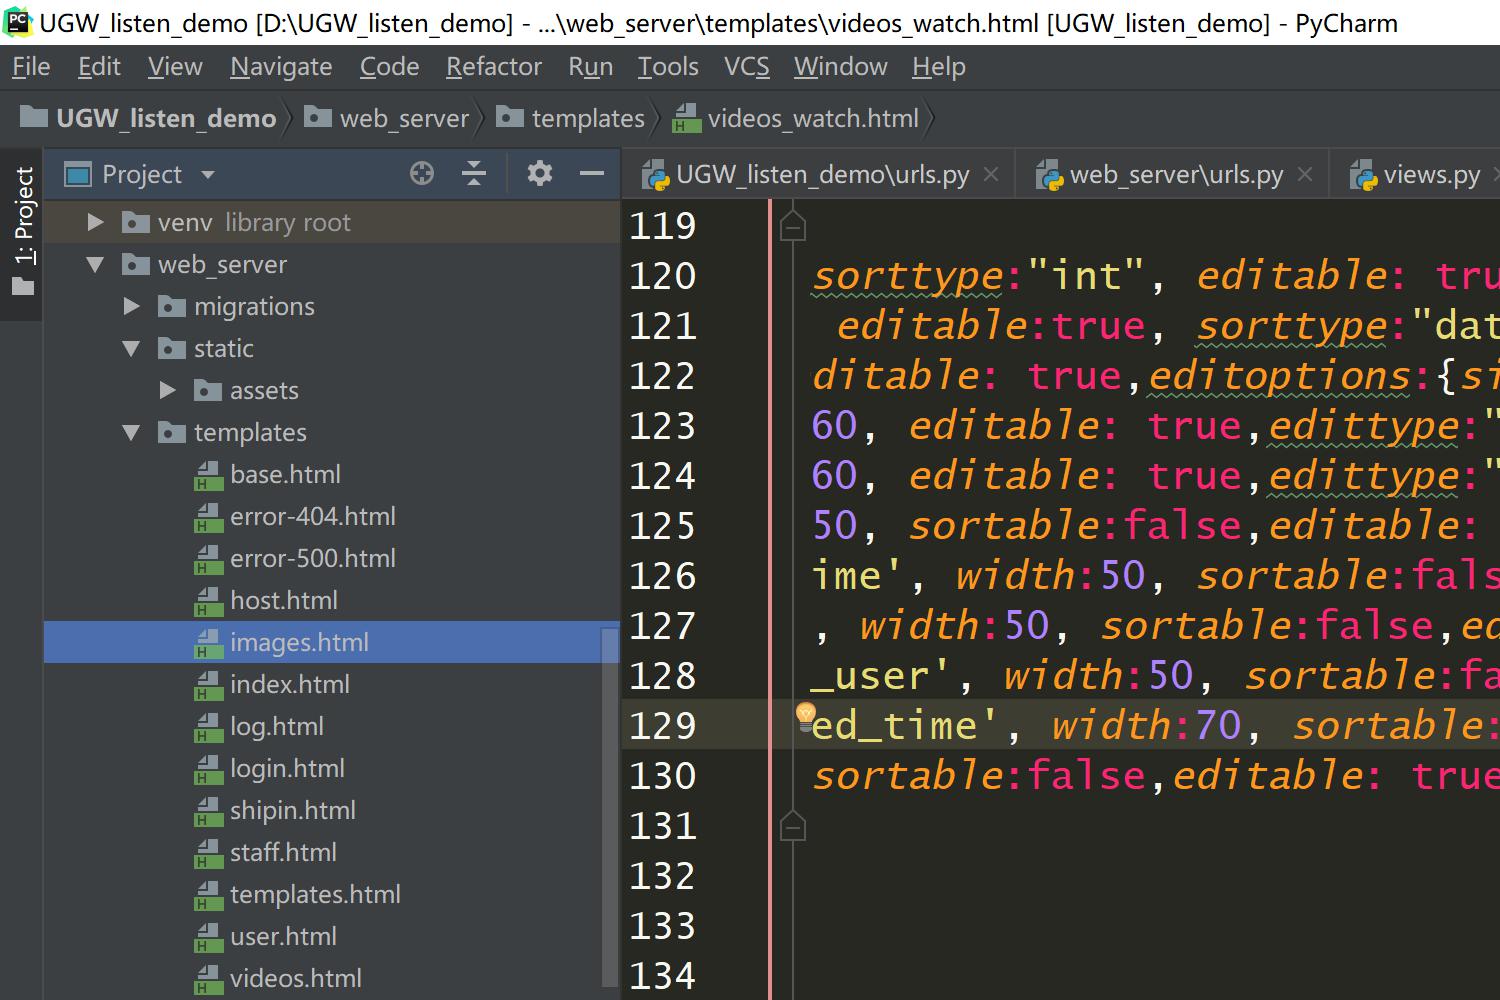 UGW_listen_demo [D:\UGW_listen_demo] - ...\web_server\templates\videos_watch.html [UGW_listen_demo] - PyCharm
File Edit View Navigate Code Refactor Run Tools VCS Window Help
UGW_listen_demo web_server templates videos_watch.html
1: Project
Project
venv library root
web_server
migrations
static
assets
templates
base.html
error-404.html
error-500.html
host.html
images.html
index.html
log.html
login.html
shipin.html
staff.html
templates.html
user.html
videos.html
UGW_listen_demo\urls.py web_server\urls.py views.py
119
120 sorttype:"int", editable: tru
121 editable:true, sorttype:"dat
122 ditable: true,editoptions:{si
123 60, editable: true,edittype:"
124 60, editable: true,edittype:"
125 50, sortable:false,editable:
126 ime', width:50, sortable:fals
127 , width:50, sortable:false,ed
128 _user', width:50, sortable:fa
129 ed_time', width:70, sortable:
130 sortable:false,editable: true
131
132
133
134